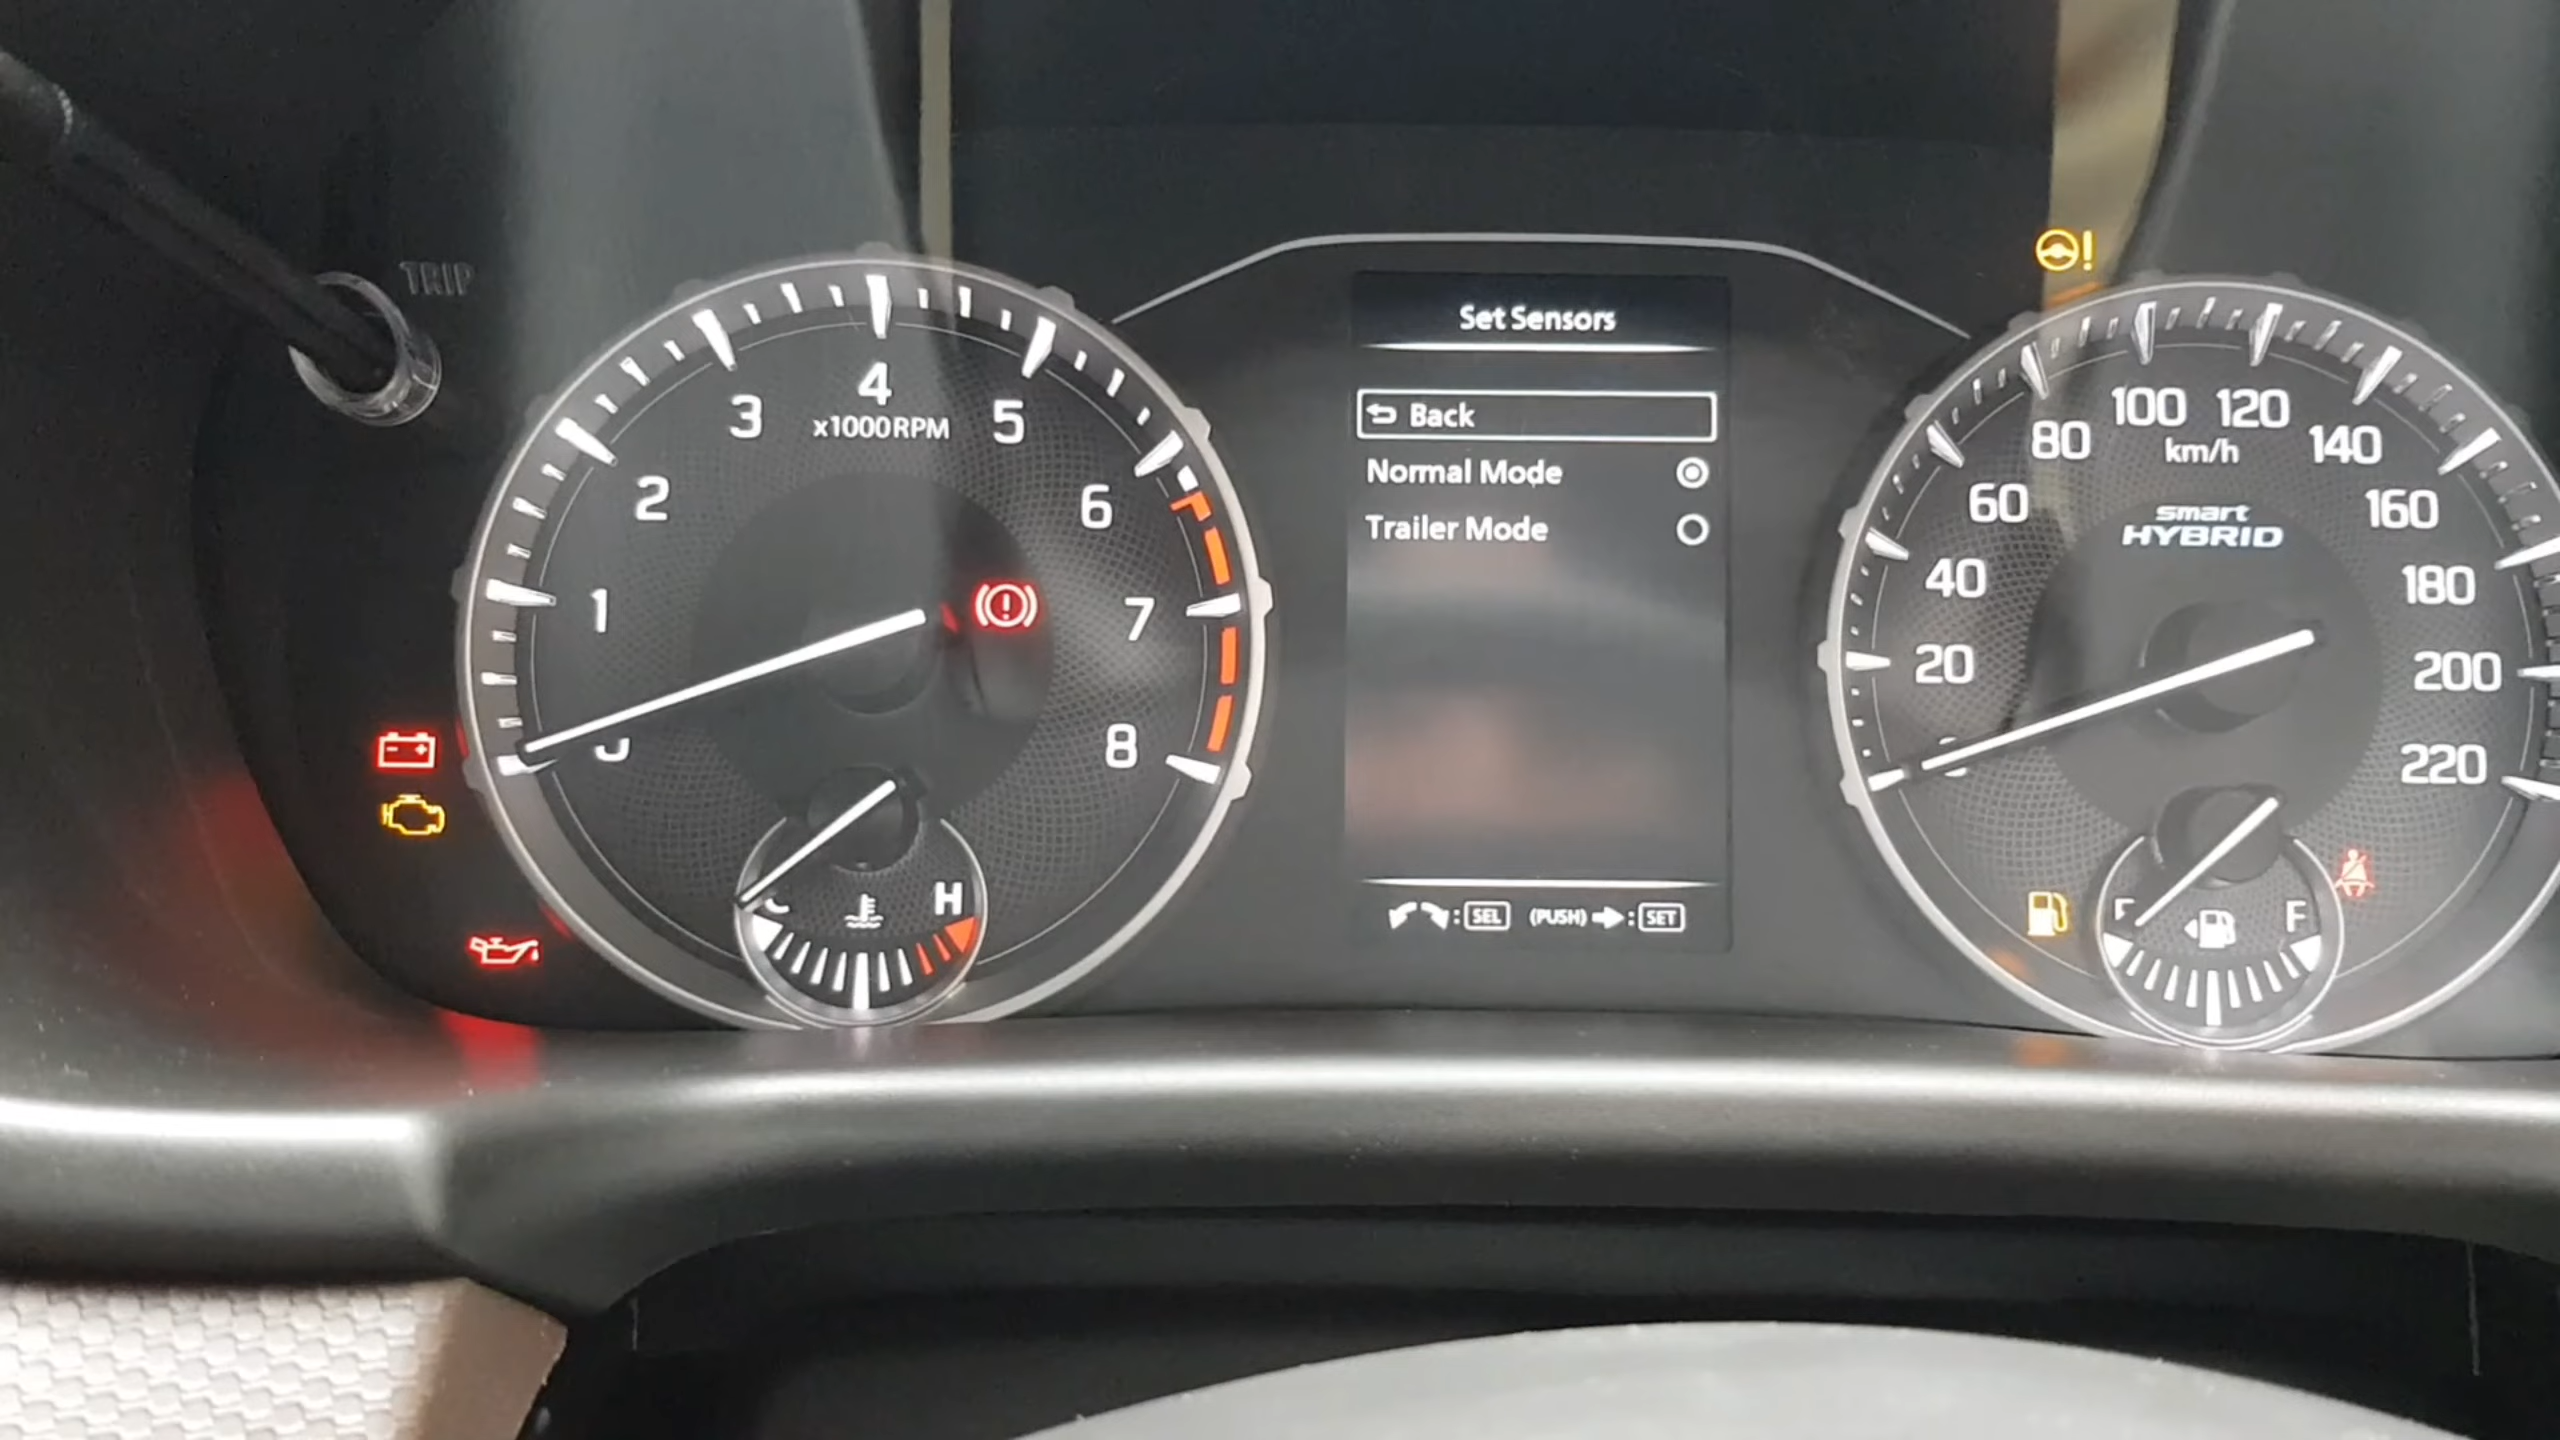 TRIP
4
x1000RPM
3
5
2
6
1
7
8
C
H
Set Sensors
Back
Normal Mode
Trailer Mode
: SEL (PUSH) : SET
100 120
80
km/h
140
60
smart
HYBRID
160
40
180
20
200
220
F